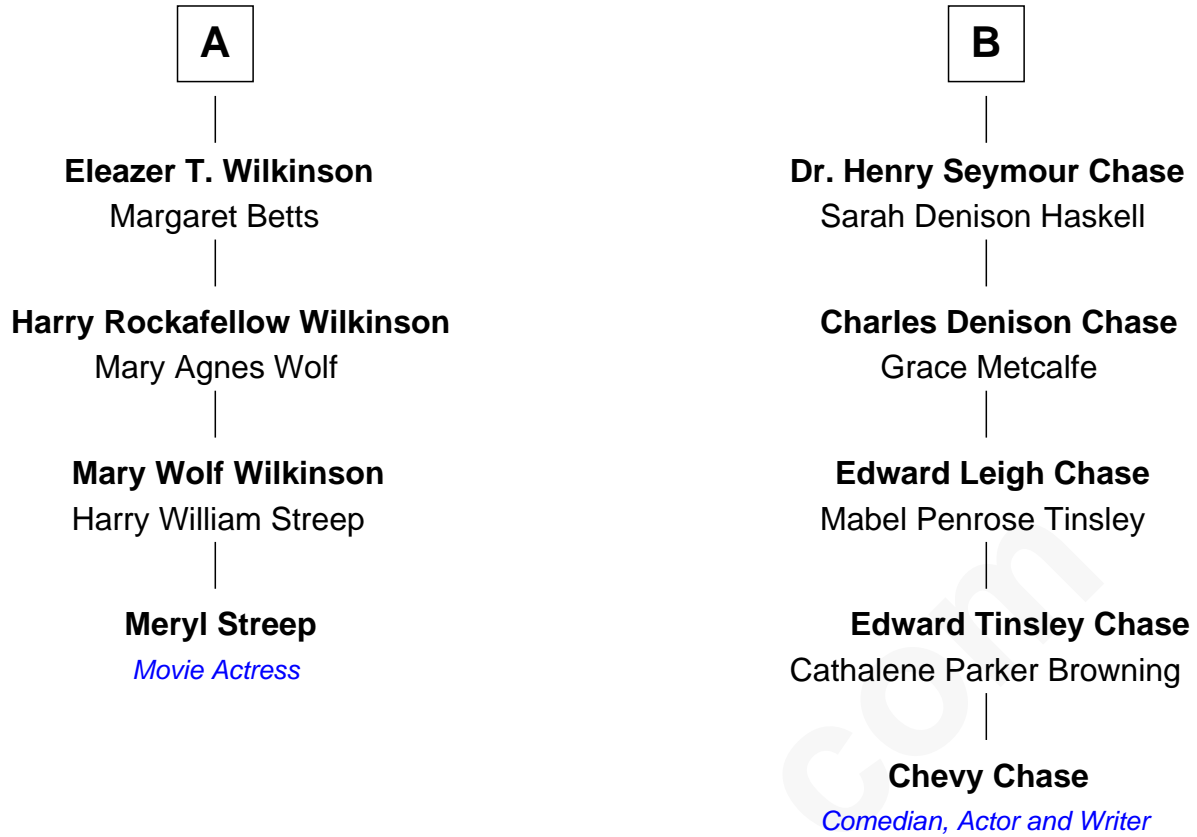 A
Eleazer T. Wilkinson
Margaret Betts
Harry Rockafellow Wilkinson
Mary Agnes Wolf
Mary Wolf Wilkinson
Harry William Streep
Meryl Streep
Movie Actress
B
Dr. Henry Seymour Chase
Sarah Denison Haskell
Charles Denison Chase
Grace Metcalfe
Edward Leigh Chase
Mabel Penrose Tinsley
Edward Tinsley Chase
Cathalene Parker Browning
Chevy Chase
Comedian, Actor and Writer
com